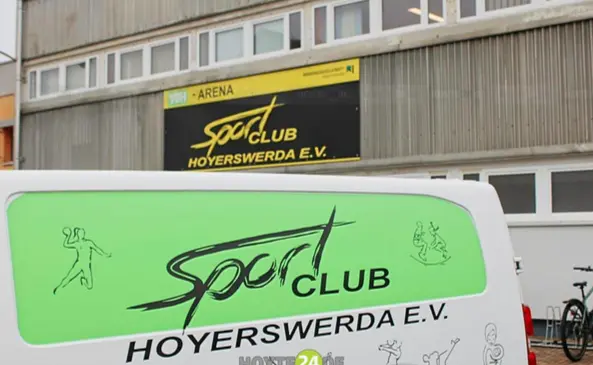 VBH - ARENA
Sport CLUB
HOYERSWERDA E.V.
Sport CLUB
HOYERSWERDA E.V.